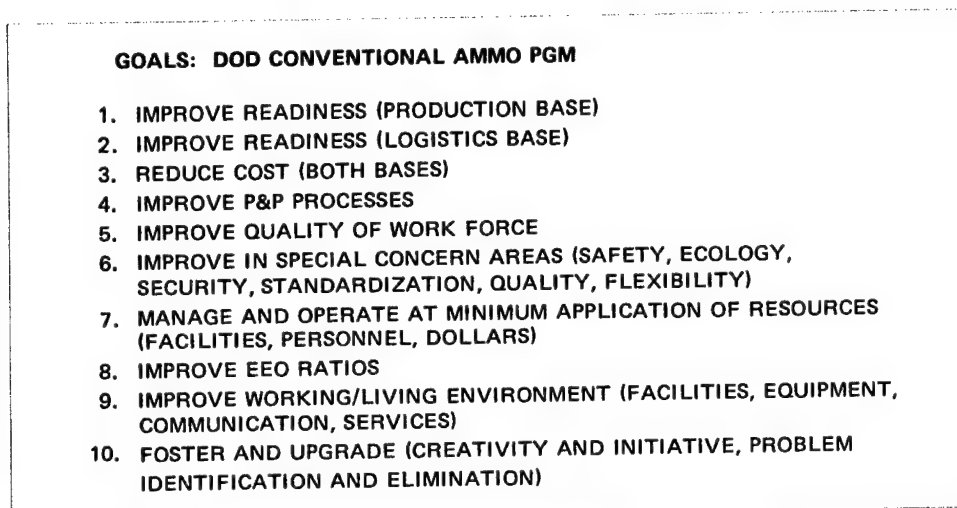 GOALS: DOD CONVENTIONAL AMMO PGM
1. IMPROVE READINESS (PRODUCTION BASE)
2. IMPROVE READINESS (LOGISTICS BASE)
3. REDUCE COST (BOTH BASES)
4. IMPROVE P&P PROCESSES
5. IMPROVE QUALITY OF WORK FORCE
6. IMPROVE IN SPECIAL CONCERN AREAS (SAFETY, ECOLOGY,
SECURITY, STANDARDIZATION, QUALITY, FLEXIBILITY)
7. MANAGE AND OPERATE AT MINIMUM APPLICATION OF RESOURCES
(FACILITIES, PERSONNEL, DOLLARS)
8. IMPROVE EEO RATIOS
9. IMPROVE WORKING/LIVING ENVIRONMENT (FACILITIES, EQUIPMENT,
COMMUNICATION, SERVICES)
10. FOSTER AND UPGRADE (CREATIVITY AND INITIATIVE, PROBLEM
IDENTIFICATION AND ELIMINATION)